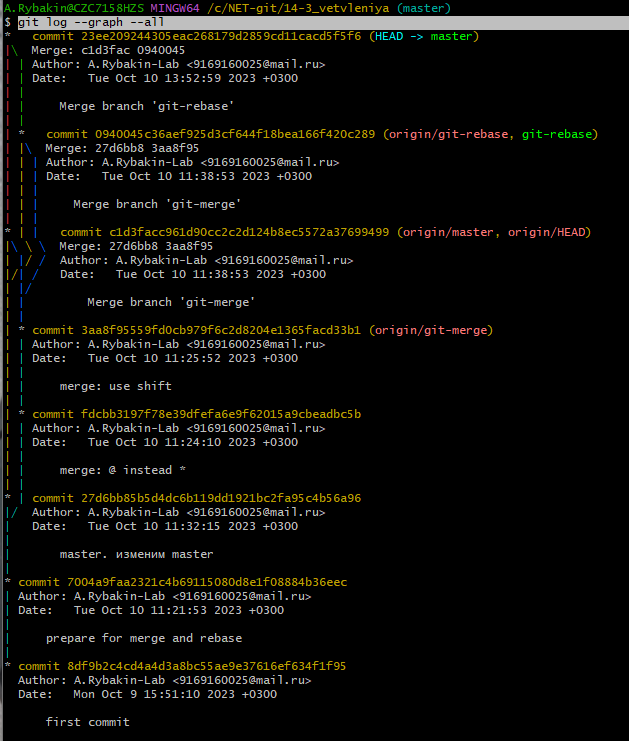 A.Rybakin@CZC7158HZS MINGW64 /c/NET-git/14-3_vetvleniya (master)
$ git log --graph --all
*   commit 23ee209244305eac268179d2859cd11cacd5f5f6 (HEAD -> master)
|\  Merge: c1d3fac 0940045
| | Author: A.Rybakin-Lab <9169160025@mail.ru>
| | Date:   Tue Oct 10 13:52:59 2023 +0300
| |
| |     Merge branch 'git-rebase'
| |
| *   commit 0940045c36aef925d3cf644f18bea166f420c289 (origin/git-rebase, git-rebase)
| |\  Merge: 27d6bb8 3aa8f95
| | | Author: A.Rybakin-Lab <9169160025@mail.ru>
| | | Date:   Tue Oct 10 11:38:53 2023 +0300
| | |
| | |     Merge branch 'git-merge'
| | |
* | |   commit c1d3facc961d90cc2c2d124b8ec5572a37699499 (origin/master, origin/HEAD)
|\ \ \  Merge: 27d6bb8 3aa8f95
| |/ /  Author: A.Rybakin-Lab <9169160025@mail.ru>
|/| /   Date:   Tue Oct 10 11:38:53 2023 +0300
| |/
| |         Merge branch 'git-merge'
| |
| * commit 3aa8f95559fd0cb979f6c2d8204e1365facd33b1 (origin/git-merge)
| | Author: A.Rybakin-Lab <9169160025@mail.ru>
| | Date:   Tue Oct 10 11:25:52 2023 +0300
| |
| |     merge: use shift
| |
| * commit fdcbb3197f78e39dfefa6e9f62015a9cbeadbc5b
| | Author: A.Rybakin-Lab <9169160025@mail.ru>
| | Date:   Tue Oct 10 11:24:10 2023 +0300
| |
| |     merge: @ instead *
| |
* | commit 27d6bb85b5d4dc6b119dd1921bc2fa95c4b56a96
|/  Author: A.Rybakin-Lab <9169160025@mail.ru>
|   Date:   Tue Oct 10 11:32:15 2023 +0300
|
|       master. изменим master
|
* commit 7004a9faa2321c4b69115080d8e1f08884b36eec
| Author: A.Rybakin-Lab <9169160025@mail.ru>
| Date:   Tue Oct 10 11:21:53 2023 +0300
|
|     prepare for merge and rebase
|
* commit 8df9b2c4cd4a4d3a8bc55ae9e37616ef634f1f95
  Author: A.Rybakin-Lab <9169160025@mail.ru>
  Date:   Mon Oct 9 15:51:10 2023 +0300

      first commit